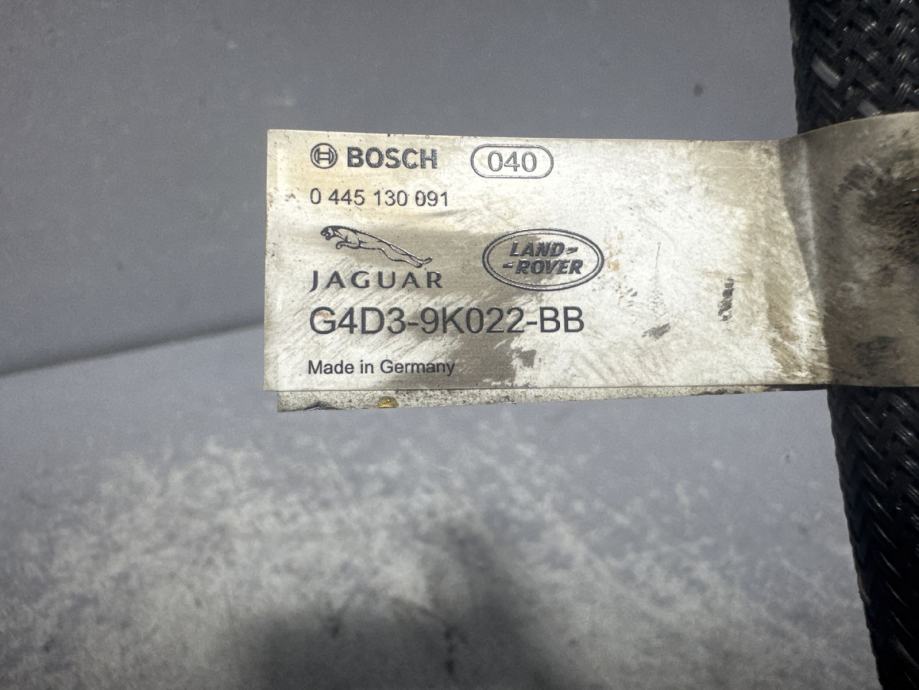 BOSCH 040
0 445 130 091
JAGUAR
LAND-
-ROVER
G4D3-9K022-BB
Made in Germany